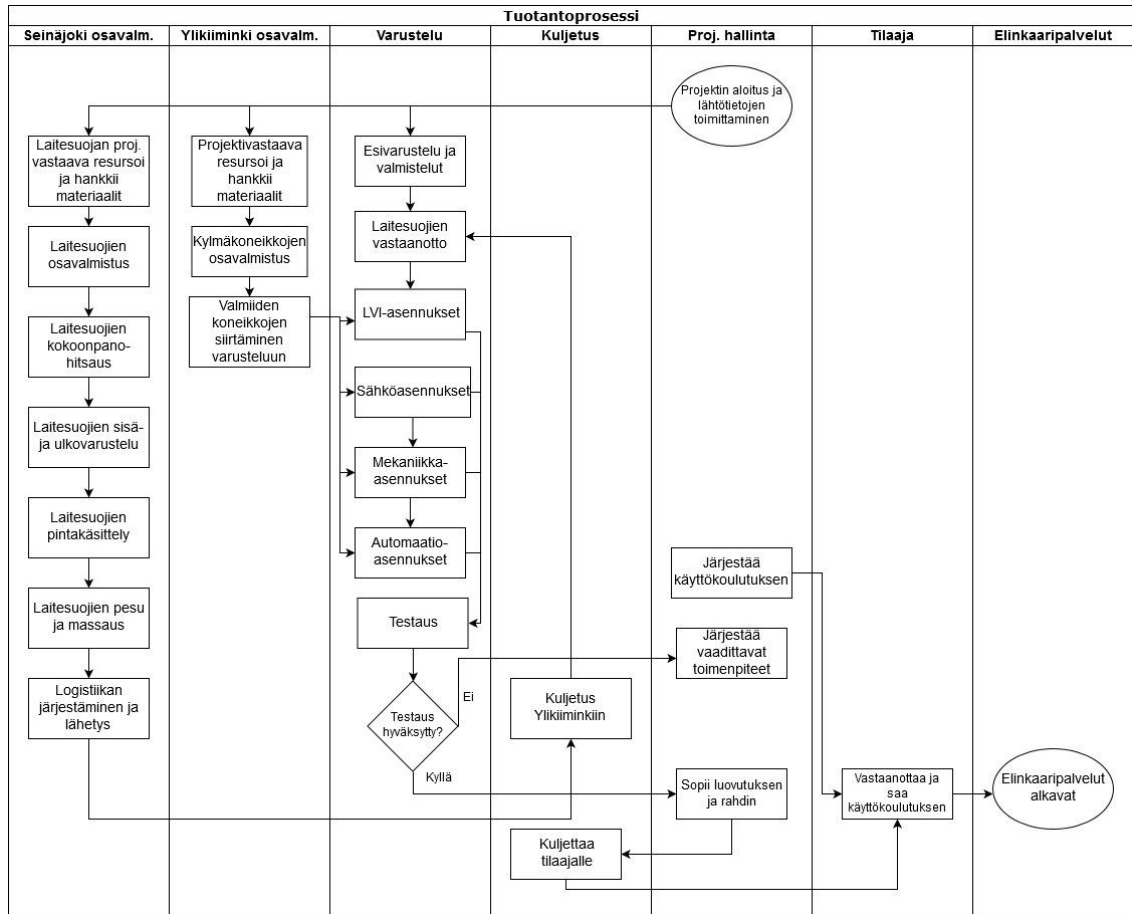 Tuotantoprosessi
Seinäjoki osavalm.
Ylikiiminki osavalm.
Varustelu
Kuljetus
Proj. hallinta
Tilaaja
Elinkaaripalvelut
Projektin aloitus ja
lähtötietojen
toimittaminen
Laitesuojan proj.
vastaava resursoi
ja hankkii
materiaalit
Projektivastaava
resursoi ja
hankkii
materiaalit
Esivarustelu ja
valmistelut
Laitesuojien
osavalmistus
Kylmäkoneikkojen
osavalmistus
Laitesuojien
vastaanotto
Laitesuojien
kokoonpano-
hitsaus
Valmiiden
koneikkojen
siirtäminen
varusteluun
LVI-asennukset
Laitesuojien sisä-
ja ulkovarustelu
Sähköasennukset
Mekaniikka-
asennukset
Laitesuojien
pintakäsittely
Automaatio-
asennukset
Järjestää
käyttökoulutuksen
Laitesuojien pesu
ja massaus
Testaus
Järjestää
vaadittavat
toimenpiteet
Logistiikan
järjestäminen ja
lähetys
Testaus
hyväksytty?
Ei
Kyllä
Kuljetus
Ylikiiminkiin
Sopii luovutuksen
ja rahdin
Vastaanottaa ja
saa
käyttökoulutuksen
Elinkaaripalvelut
alkavat
Kuljettaa
tilaajalle